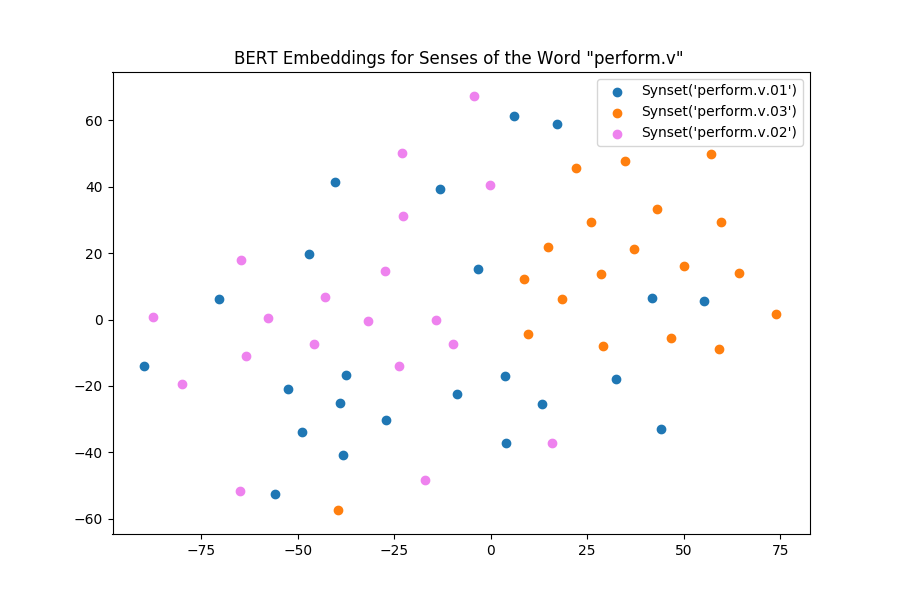 BERT Embeddings for Senses of the Word "perform.v"
Synset('perform.v.01')
Synset('perform.v.03')
Synset('perform.v.02')
60
40
20
0
−20
−40
−60
−75 −50 −25 0 25 50 75